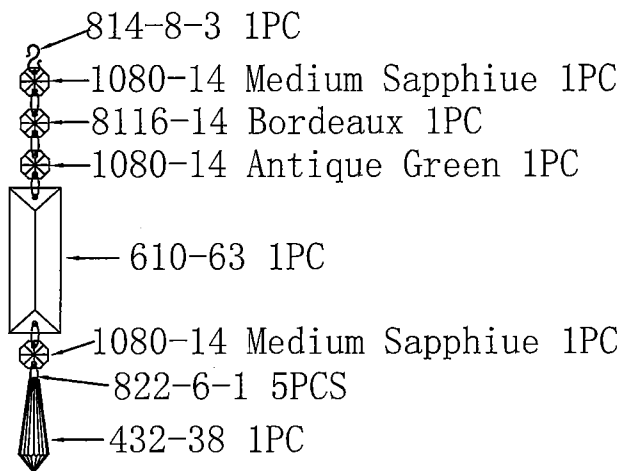 814-8-3 1PC
1080-14 Medium Sapphiue 1PC
8116-14 Bordeaux 1PC
1080-14 Antique Green 1PC
610-63 1PC
1080-14 Medium Sapphiue 1PC
822-6-1 5PCS
432-38 1PC